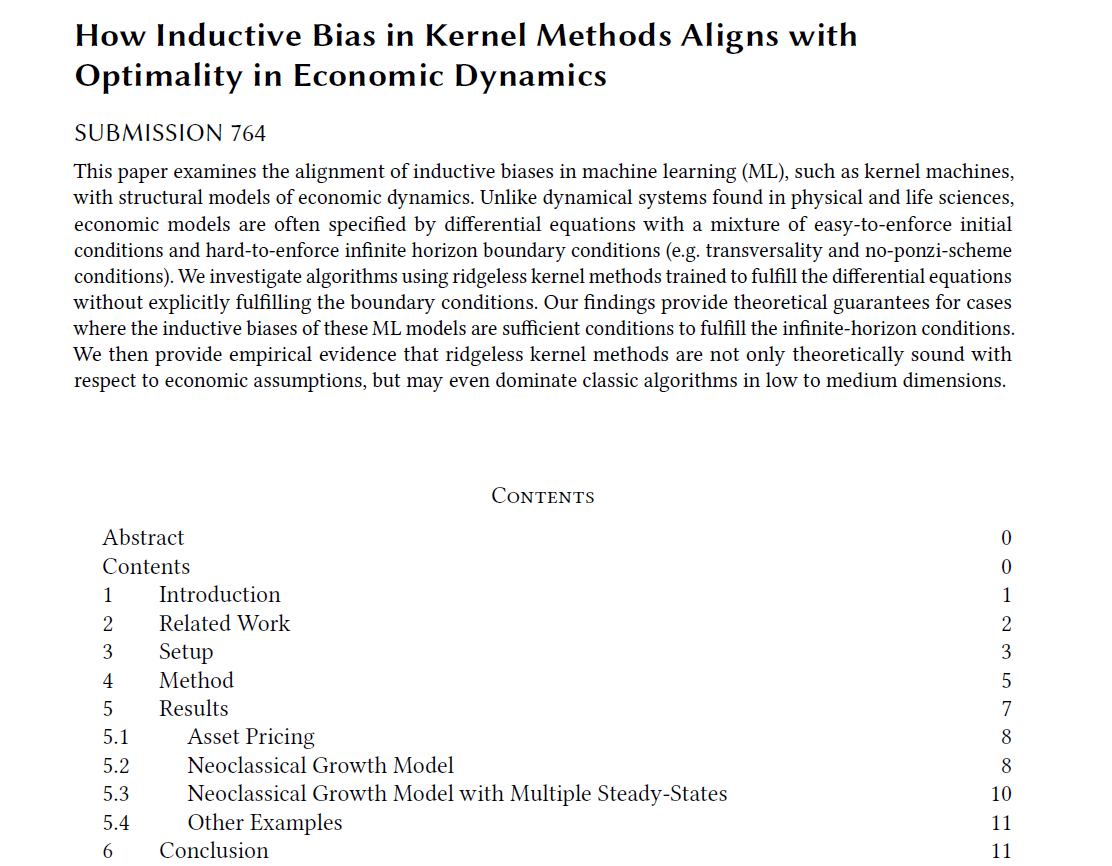 How Inductive Bias in Kernel Methods Aligns with
Optimality in Economic Dynamics
SUBMISSION 764
This paper examines the alignment of inductive biases in machine learning (ML), such as kernel machines,
with structural models of economic dynamics. Unlike dynamical systems found in physical and life sciences,
economic models are often specified by differential equations with a mixture of easy-to-enforce initial
conditions and hard-to-enforce infinite horizon boundary conditions (e.g. transversality and no-ponzi-scheme
conditions). We investigate algorithms using ridgeless kernel methods trained to fulfill the differential equations
without explicitly fulfilling the boundary conditions. Our findings provide theoretical guarantees for cases
where the inductive biases of these ML models are sufficient conditions to fulfill the infinite-horizon conditions.
We then provide empirical evidence that ridgeless kernel methods are not only theoretically sound with
respect to economic assumptions, but may even dominate classic algorithms in low to medium dimensions.
Contents
Abstract 0
Contents 0
1 Introduction 1
2 Related Work 2
3 Setup 3
4 Method 5
5 Results 7
5.1 Asset Pricing 8
5.2 Neoclassical Growth Model 8
5.3 Neoclassical Growth Model with Multiple Steady-States 10
5.4 Other Examples 11
6 Conclusion 11